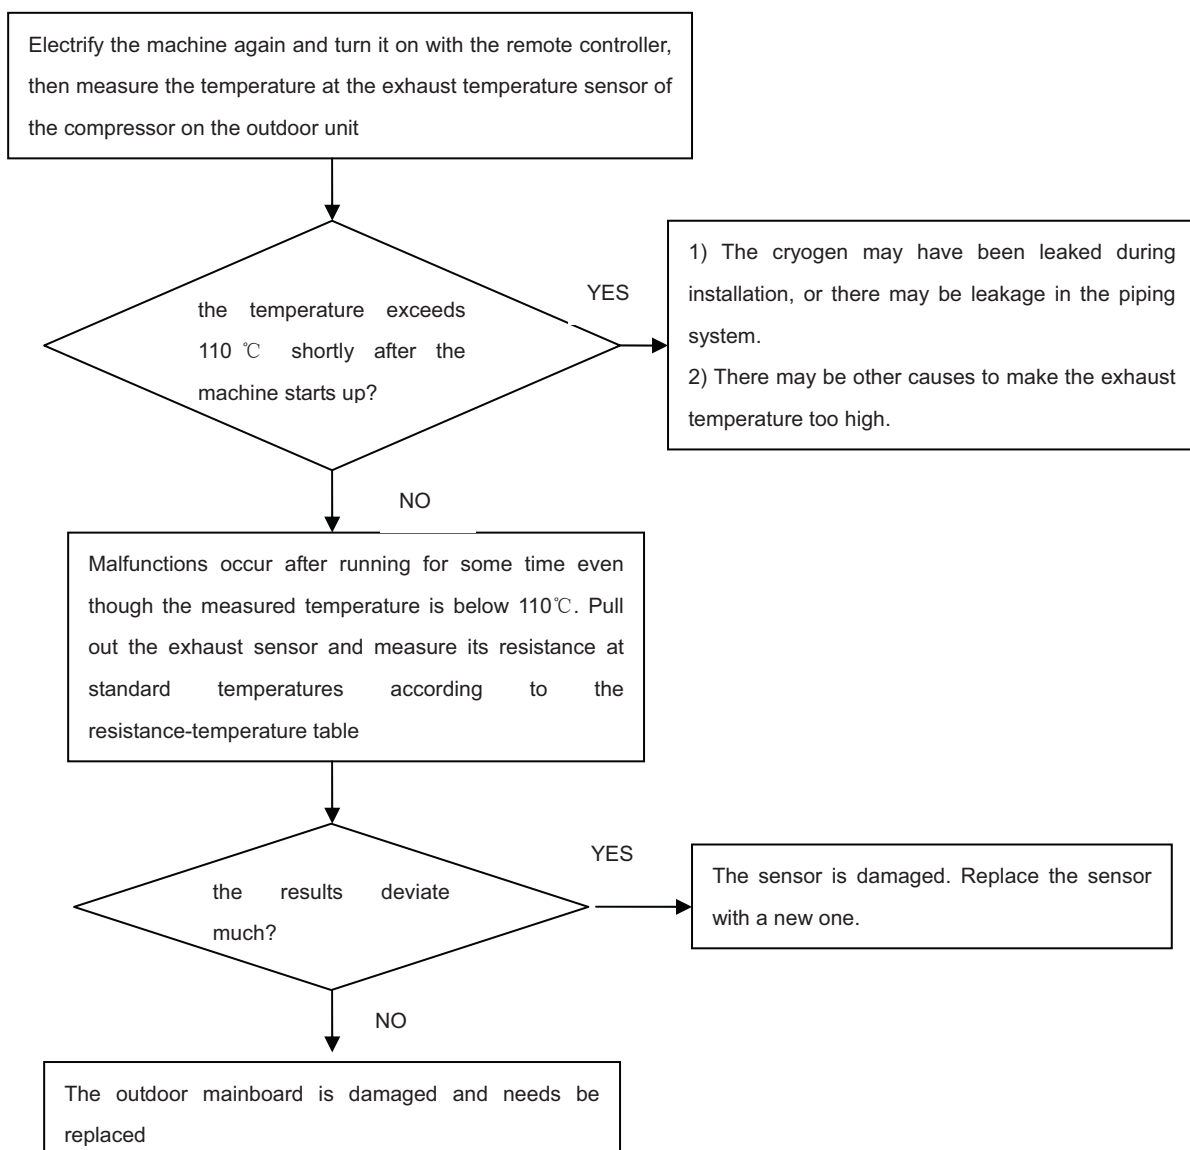 Electrify the machine again and turn it on with the remote controller,
then measure the temperature at the exhaust temperature sensor of
the compressor on the outdoor unit
the temperature exceeds
110 ℃ shortly after the
machine starts up?
YES
1) The cryogen may have been leaked during
installation, or there may be leakage in the piping
system.
2) There may be other causes to make the exhaust
temperature too high.
NO
Malfunctions occur after running for some time even
though the measured temperature is below 110℃. Pull
out the exhaust sensor and measure its resistance at
standard temperatures according to the
resistance-temperature table
the results deviate
much?
YES
The sensor is damaged. Replace the sensor
with a new one.
NO
The outdoor mainboard is damaged and needs be
replaced